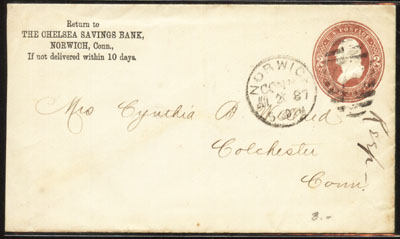 Return to
THE CHELSEA SAVINGS BANK,
NORWICH, Conn.,
If not delivered within 10 days.
NORWICH
CONN
87
Mrs Cynthia A
Colchester
Conn.
3.-